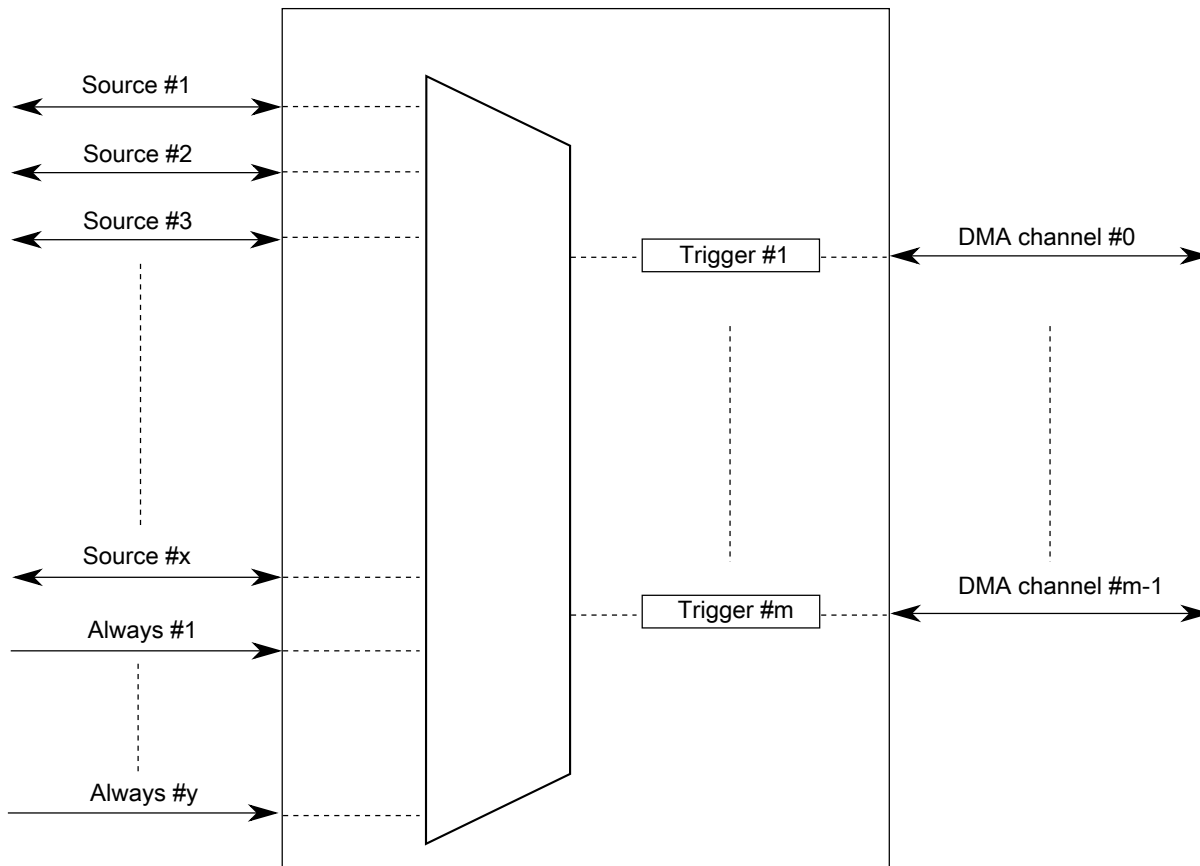 Source #1
Source #2
Source #3
Trigger #1
DMA channel #0
Source #x
Always #1
Trigger #m
DMA channel #m-1
Always #y